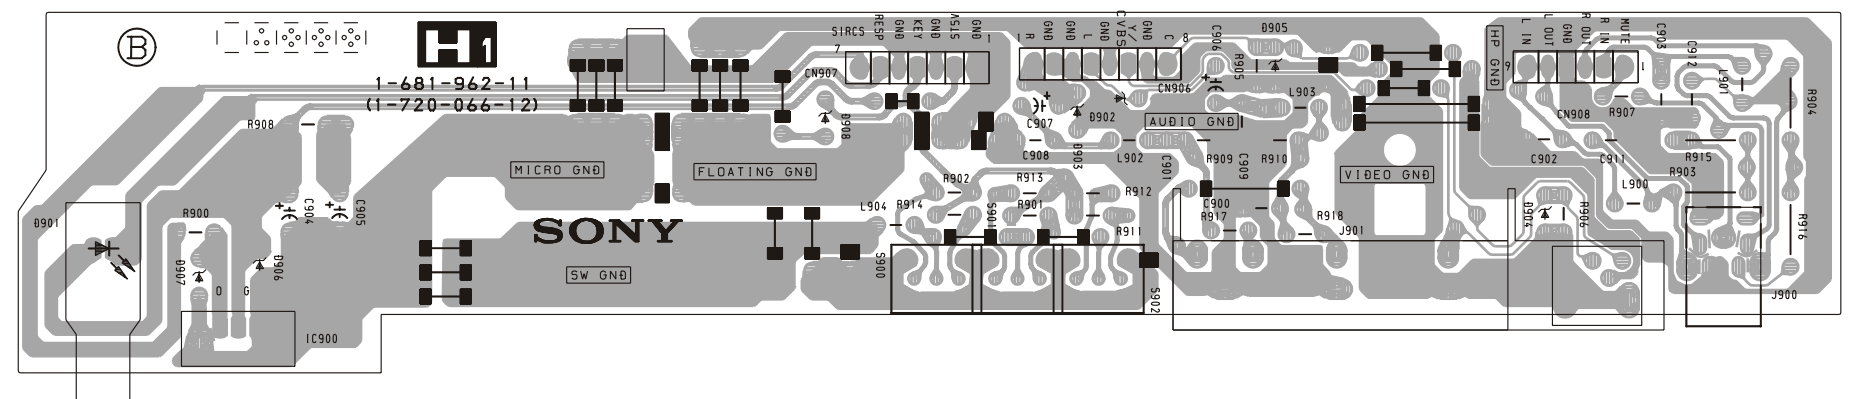 B
H1
1-681-962-11
(1-720-066-12)
SIRCS
RESP
GND
KEY
GND
ASIS
GND
7
1
CN907
1
R
GND
GND
L
GND
CVBS
Y/
GND
C
8
CN906
C906
D905
R905
HP GND
L IN
L OUT
GND
R OUT
R IN
MUTE
9
1
CN908
C903
C912
L901
R904
R908
D908
C907
D902
AUDIO GND
L903
R907
MICRO GND
FLOATING GND
C908
D903
L902
C901
R909
C909
R910
VIDEO GND
C902
C911
R915
R903
L900
D901
R900
C904
C905
SONY
R902
R913
R912
L904
R914
S901
R901
R911
C900
R917
R918
J901
D904
R906
R916
D907
D906
O
G
SW GND
S900
S902
J900
IC900